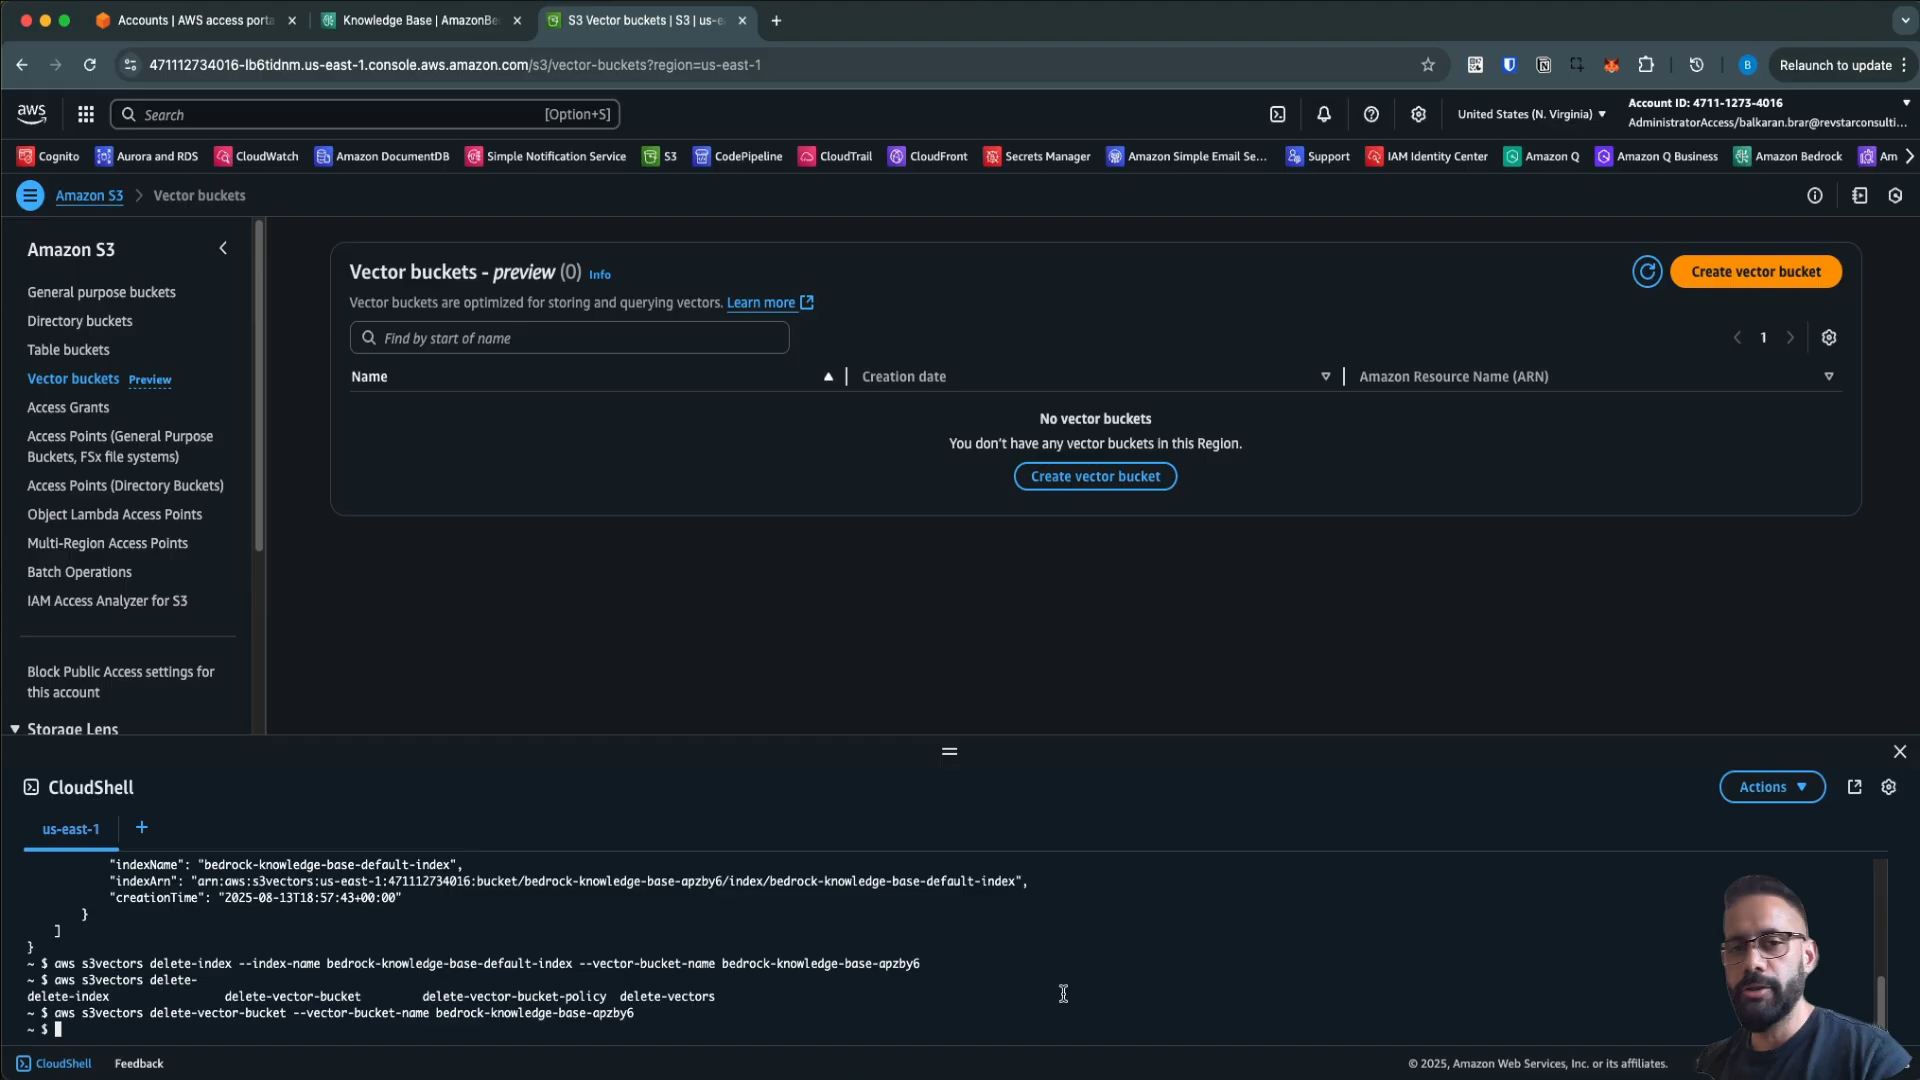 Accounts | AWS access porta
Knowledge Base | AmazonBe
S3 Vector buckets | S3 | us-e
471112734016-lb6tidnm.us-east-1.console.aws.amazon.com/s3/vector-buckets?region=us-east-1
B
Relaunch to update
aws
Search
[Option+S]
United States (N. Virginia)
Account ID: 4711-1273-4016
AdministratorAccess/balkaran.brar@revstarconsulti...
Cognito
Aurora and RDS
CloudWatch
Amazon DocumentDB
Simple Notification Service
S3
CodePipeline
CloudTrail
CloudFront
Secrets Manager
Amazon Simple Email Se...
Support
IAM Identity Center
Amazon Q
Amazon Q Business
Amazon Bedrock
Am
Amazon S3
Vector buckets
Amazon S3
General purpose buckets
Directory buckets
Table buckets
Vector buckets Preview
Access Grants
Access Points (General Purpose
Buckets, FSx file systems)
Access Points (Directory Buckets)
Object Lambda Access Points
Multi-Region Access Points
Batch Operations
IAM Access Analyzer for S3
Block Public Access settings for
this account
Storage Lens
Vector buckets - preview (0) Info
Create vector bucket
Vector buckets are optimized for storing and querying vectors. Learn more
Find by start of name
1
Name
Creation date
Amazon Resource Name (ARN)
No vector buckets
You don't have any vector buckets in this Region.
Create vector bucket
CloudShell
Actions
us-east-1
"indexName": "bedrock-knowledge-base-default-index",
"indexArn": "arn:aws:s3vectors:us-east-1:471112734016:bucket/bedrock-knowledge-base-apzby6/index/bedrock-knowledge-base-default-index",
"creationTime": "2025-08-13T18:57:43+00:00"
}
]
}
~ $ aws s3vectors delete-index --index-name bedrock-knowledge-base-default-index --vector-bucket-name bedrock-knowledge-base-apzby6
~ $ aws s3vectors delete-
delete-index delete-vector-bucket delete-vector-bucket-policy delete-vectors
~ $ aws s3vectors delete-vector-bucket --vector-bucket-name bedrock-knowledge-base-apzby6
~ $
CloudShell
Feedback
© 2025, Amazon Web Services, Inc. or its affiliates.